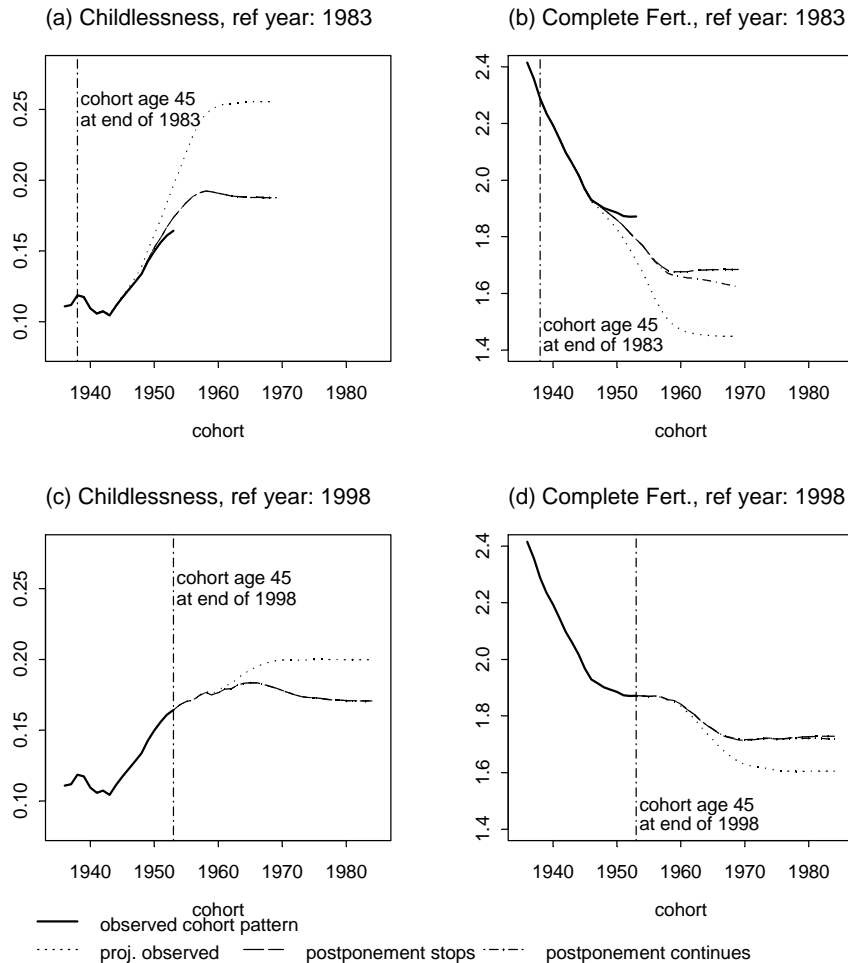 (a) Childlessness, ref year: 1983
0.25
0.20
0.15
0.10
cohort age 45
at end of 1983
1940 1950 1960 1970 1980
cohort
(b) Complete Fert., ref year: 1983
2.4
2.2
2.0
1.8
1.6
1.4
cohort age 45
at end of 1983
1940 1950 1960 1970 1980
cohort
(c) Childlessness, ref year: 1998
0.25
0.20
0.15
0.10
cohort age 45
at end of 1998
1940 1950 1960 1970 1980
cohort
(d) Complete Fert., ref year: 1998
2.4
2.2
2.0
1.8
1.6
1.4
cohort age 45
at end of 1998
1940 1950 1960 1970 1980
cohort
observed cohort pattern
proj. observed postponement stops postponement continues